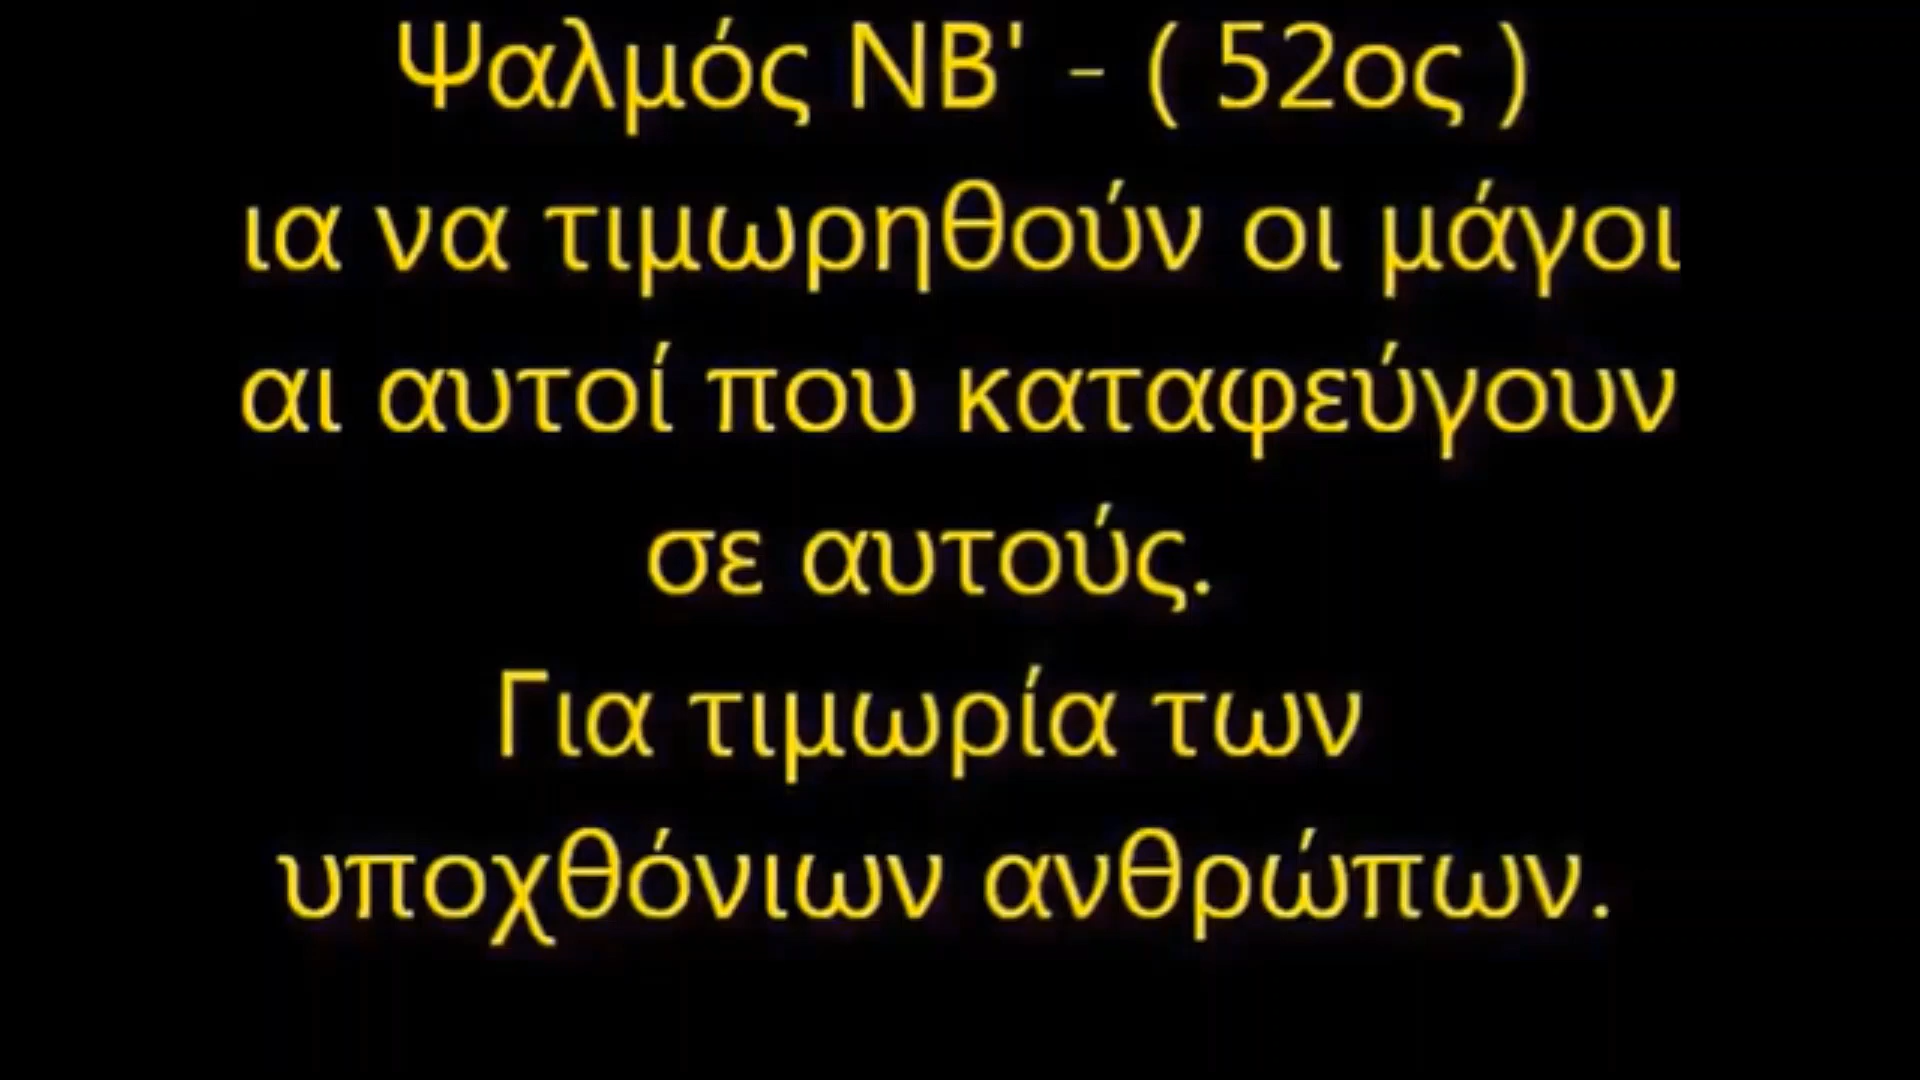 Ψαλμός ΝΒ' - ( 52ος )
ια να τιμωρηθούν οι μάγοι
αι αυτοί που καταφεύγουν
σε αυτούς.
Για τιμωρία των
υποχθόνιων ανθρώπων.